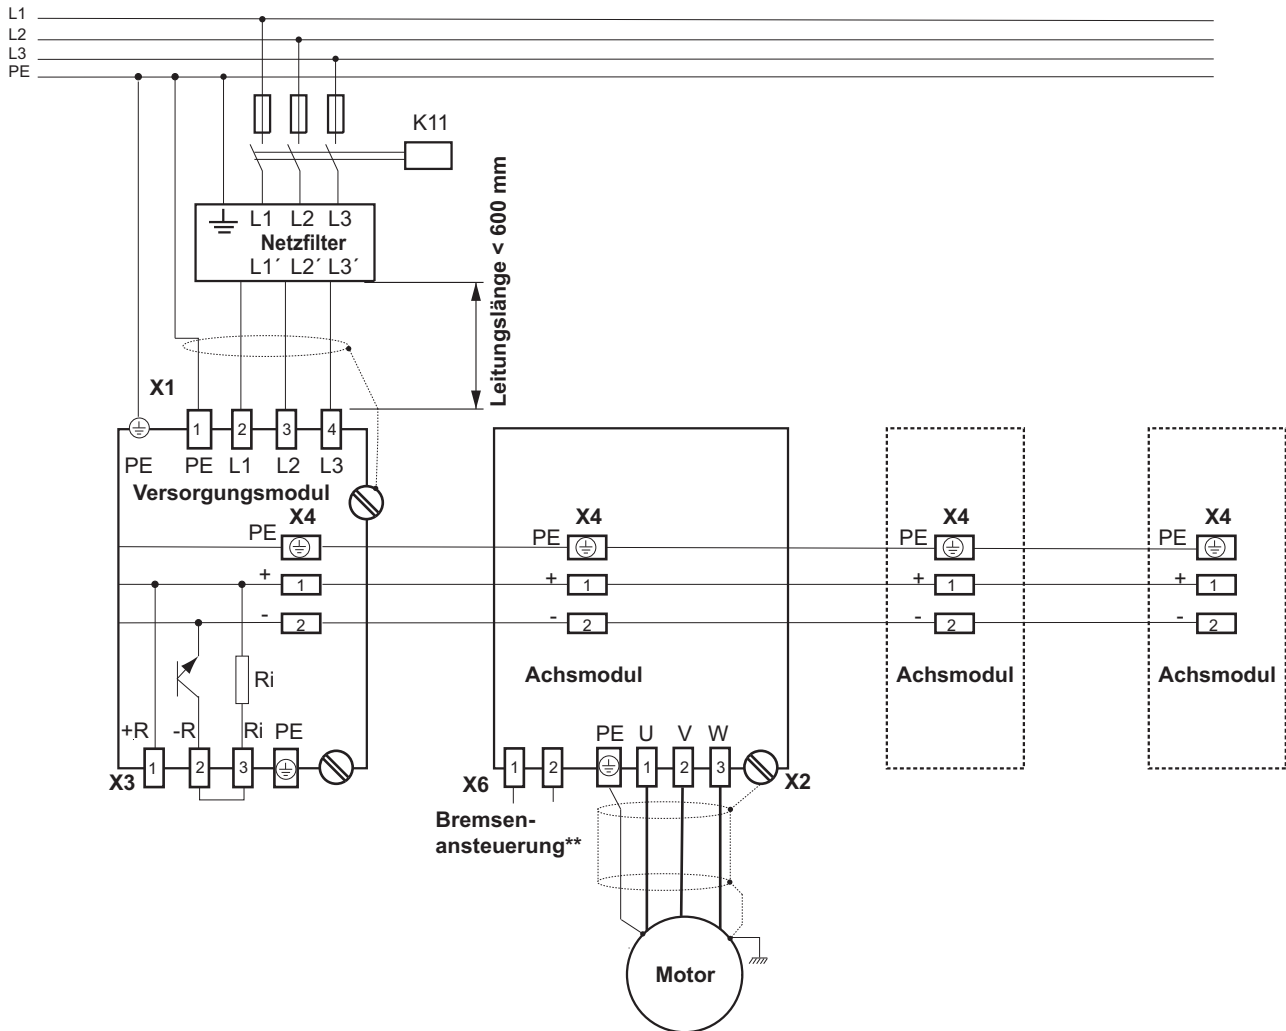 L1
L2
L3
PE
K11
L1 L2 L3
Netzfilter
L1´ L2´ L3´
Leitungslänge < 600 mm
X1
1 2 3 4
PE PE L1 L2 L3
Versorgungsmodul
X4 X4 X4 X4
PE PE PE PE
+ 1 + 1 + 1 + 1
- 2 - 2 - 2 - 2
Ri
Achsmodul Achsmodul Achsmodul
+R -R Ri PE
X3 1 2 3
PE U V W
X6 1 2 1 2 3 X2
Bremsen-
ansteuerung**
Motor